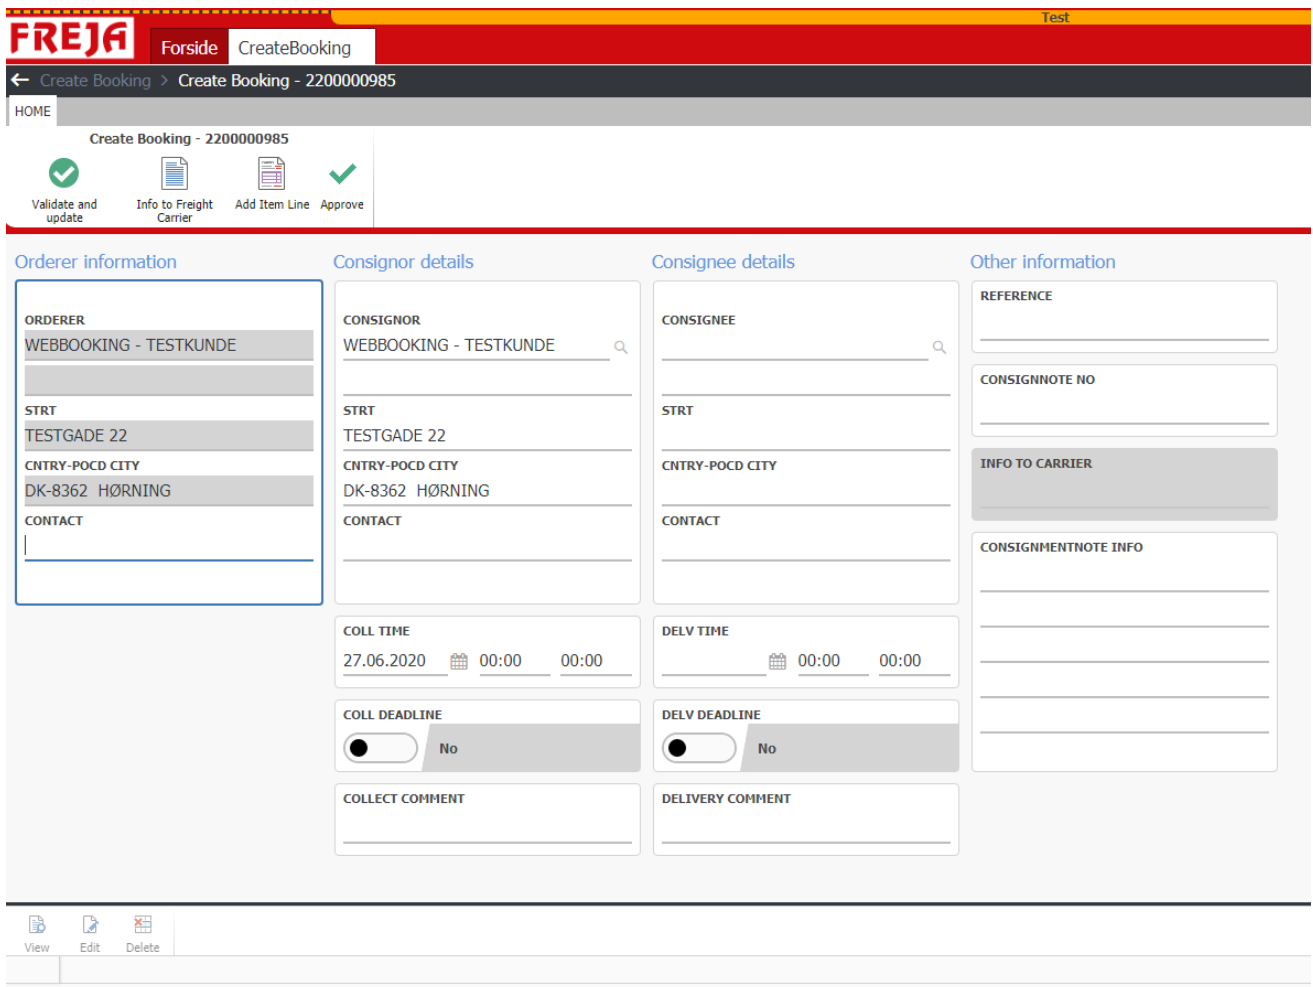 Test
FREJA
Forside CreateBooking
Create Booking > Create Booking - 2200000985
HOME
Create Booking - 2200000985
Validate and update
Info to Freight Carrier
Add Item Line
Approve
Orderer information
ORDERER
WEBBOOKING - TESTKUNDE
STRT
TESTGADE 22
CNTRY-POCD CITY
DK-8362 HØRNING
CONTACT
Consignor details
CONSIGNOR
WEBBOOKING - TESTKUNDE
STRT
TESTGADE 22
CNTRY-POCD CITY
DK-8362 HØRNING
CONTACT
COLL TIME
27.06.2020 00:00 00:00
COLL DEADLINE
No
COLLECT COMMENT
Consignee details
CONSIGNEE
STRT
CNTRY-POCD CITY
CONTACT
DELV TIME
00:00 00:00
DELV DEADLINE
No
DELIVERY COMMENT
Other information
REFERENCE
CONSIGNNOTE NO
INFO TO CARRIER
CONSIGNMENTNOTE INFO
View Edit Delete